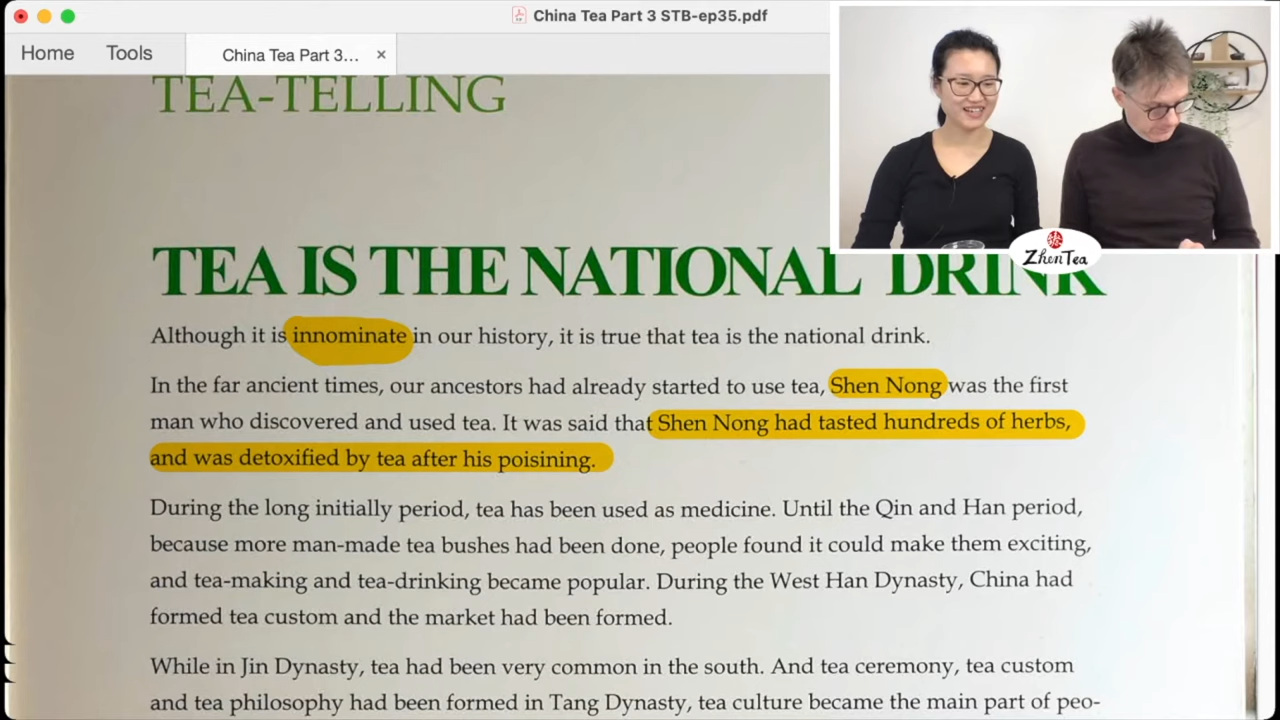 China Tea Part 3 STB-ep35.pdf
Home
Tools
China Tea Part 3...
×
TEA-TELLING
ZhenTea
TEA IS THE NATIONAL DRINK
Although it is innominate in our history, it is true that tea is the national drink.
In the far ancient times, our ancestors had already started to use tea, Shen Nong was the first
man who discovered and used tea. It was said that Shen Nong had tasted hundreds of herbs,
and was detoxified by tea after his poisining.
During the long initially period, tea has been used as medicine. Until the Qin and Han period,
because more man-made tea bushes had been done, people found it could make them exciting,
and tea-making and tea-drinking became popular. During the West Han Dynasty, China had
formed tea custom and the market had been formed.
While in Jin Dynasty, tea had been very common in the south. And tea ceremony, tea custom
and tea philosophy had been formed in Tang Dynasty, tea culture became the main part of peo-